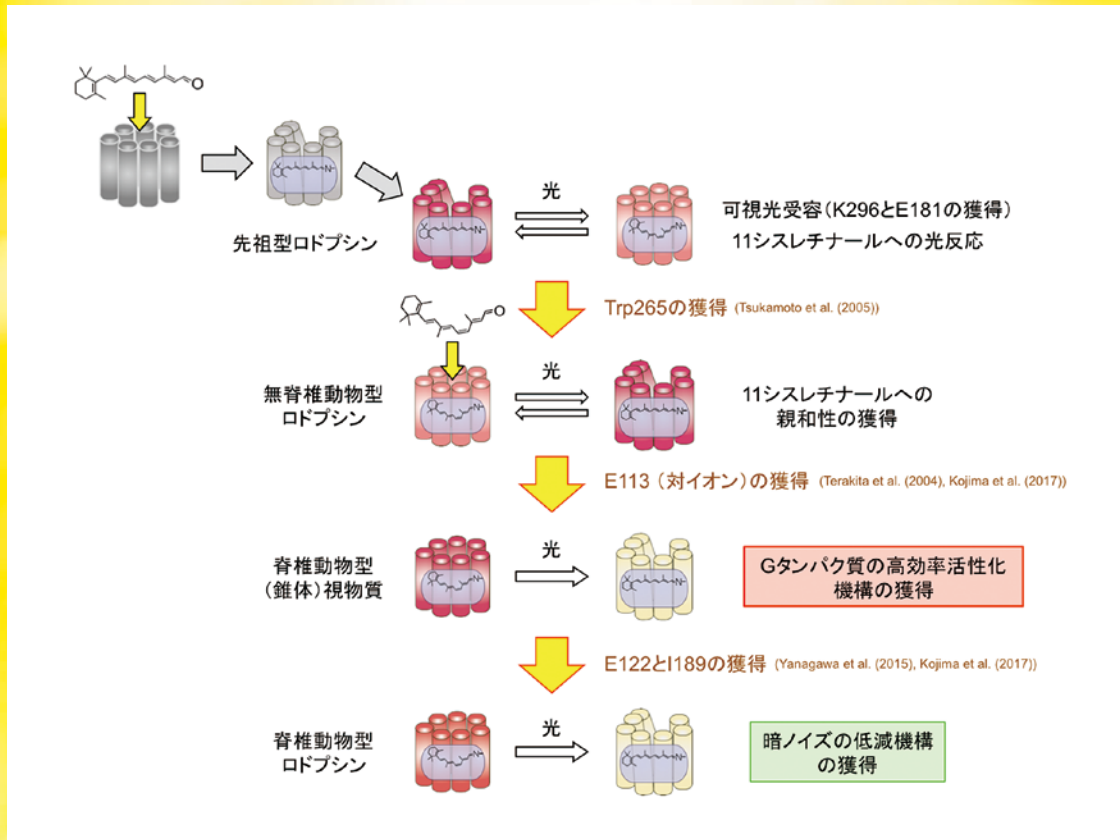 O
先祖型ロドプシン
光
可視光受容(K296とE181の獲得)
11シスレチナールへの光反応
Trp265の獲得 (Tsukamoto et al. (2005))
O
無脊椎動物型
ロドプシン
光
11シスレチナールへの
親和性の獲得
E113 (対イオン)の獲得 (Terakita et al. (2004), Kojima et al. (2017))
脊椎動物型
(錐体)視物質
光
Gタンパク質の高効率活性化
機構の獲得
E122とI189の獲得 (Yanagawa et al. (2015), Kojima et al. (2017))
脊椎動物型
ロドプシン
光
暗ノイズの低減機構
の獲得